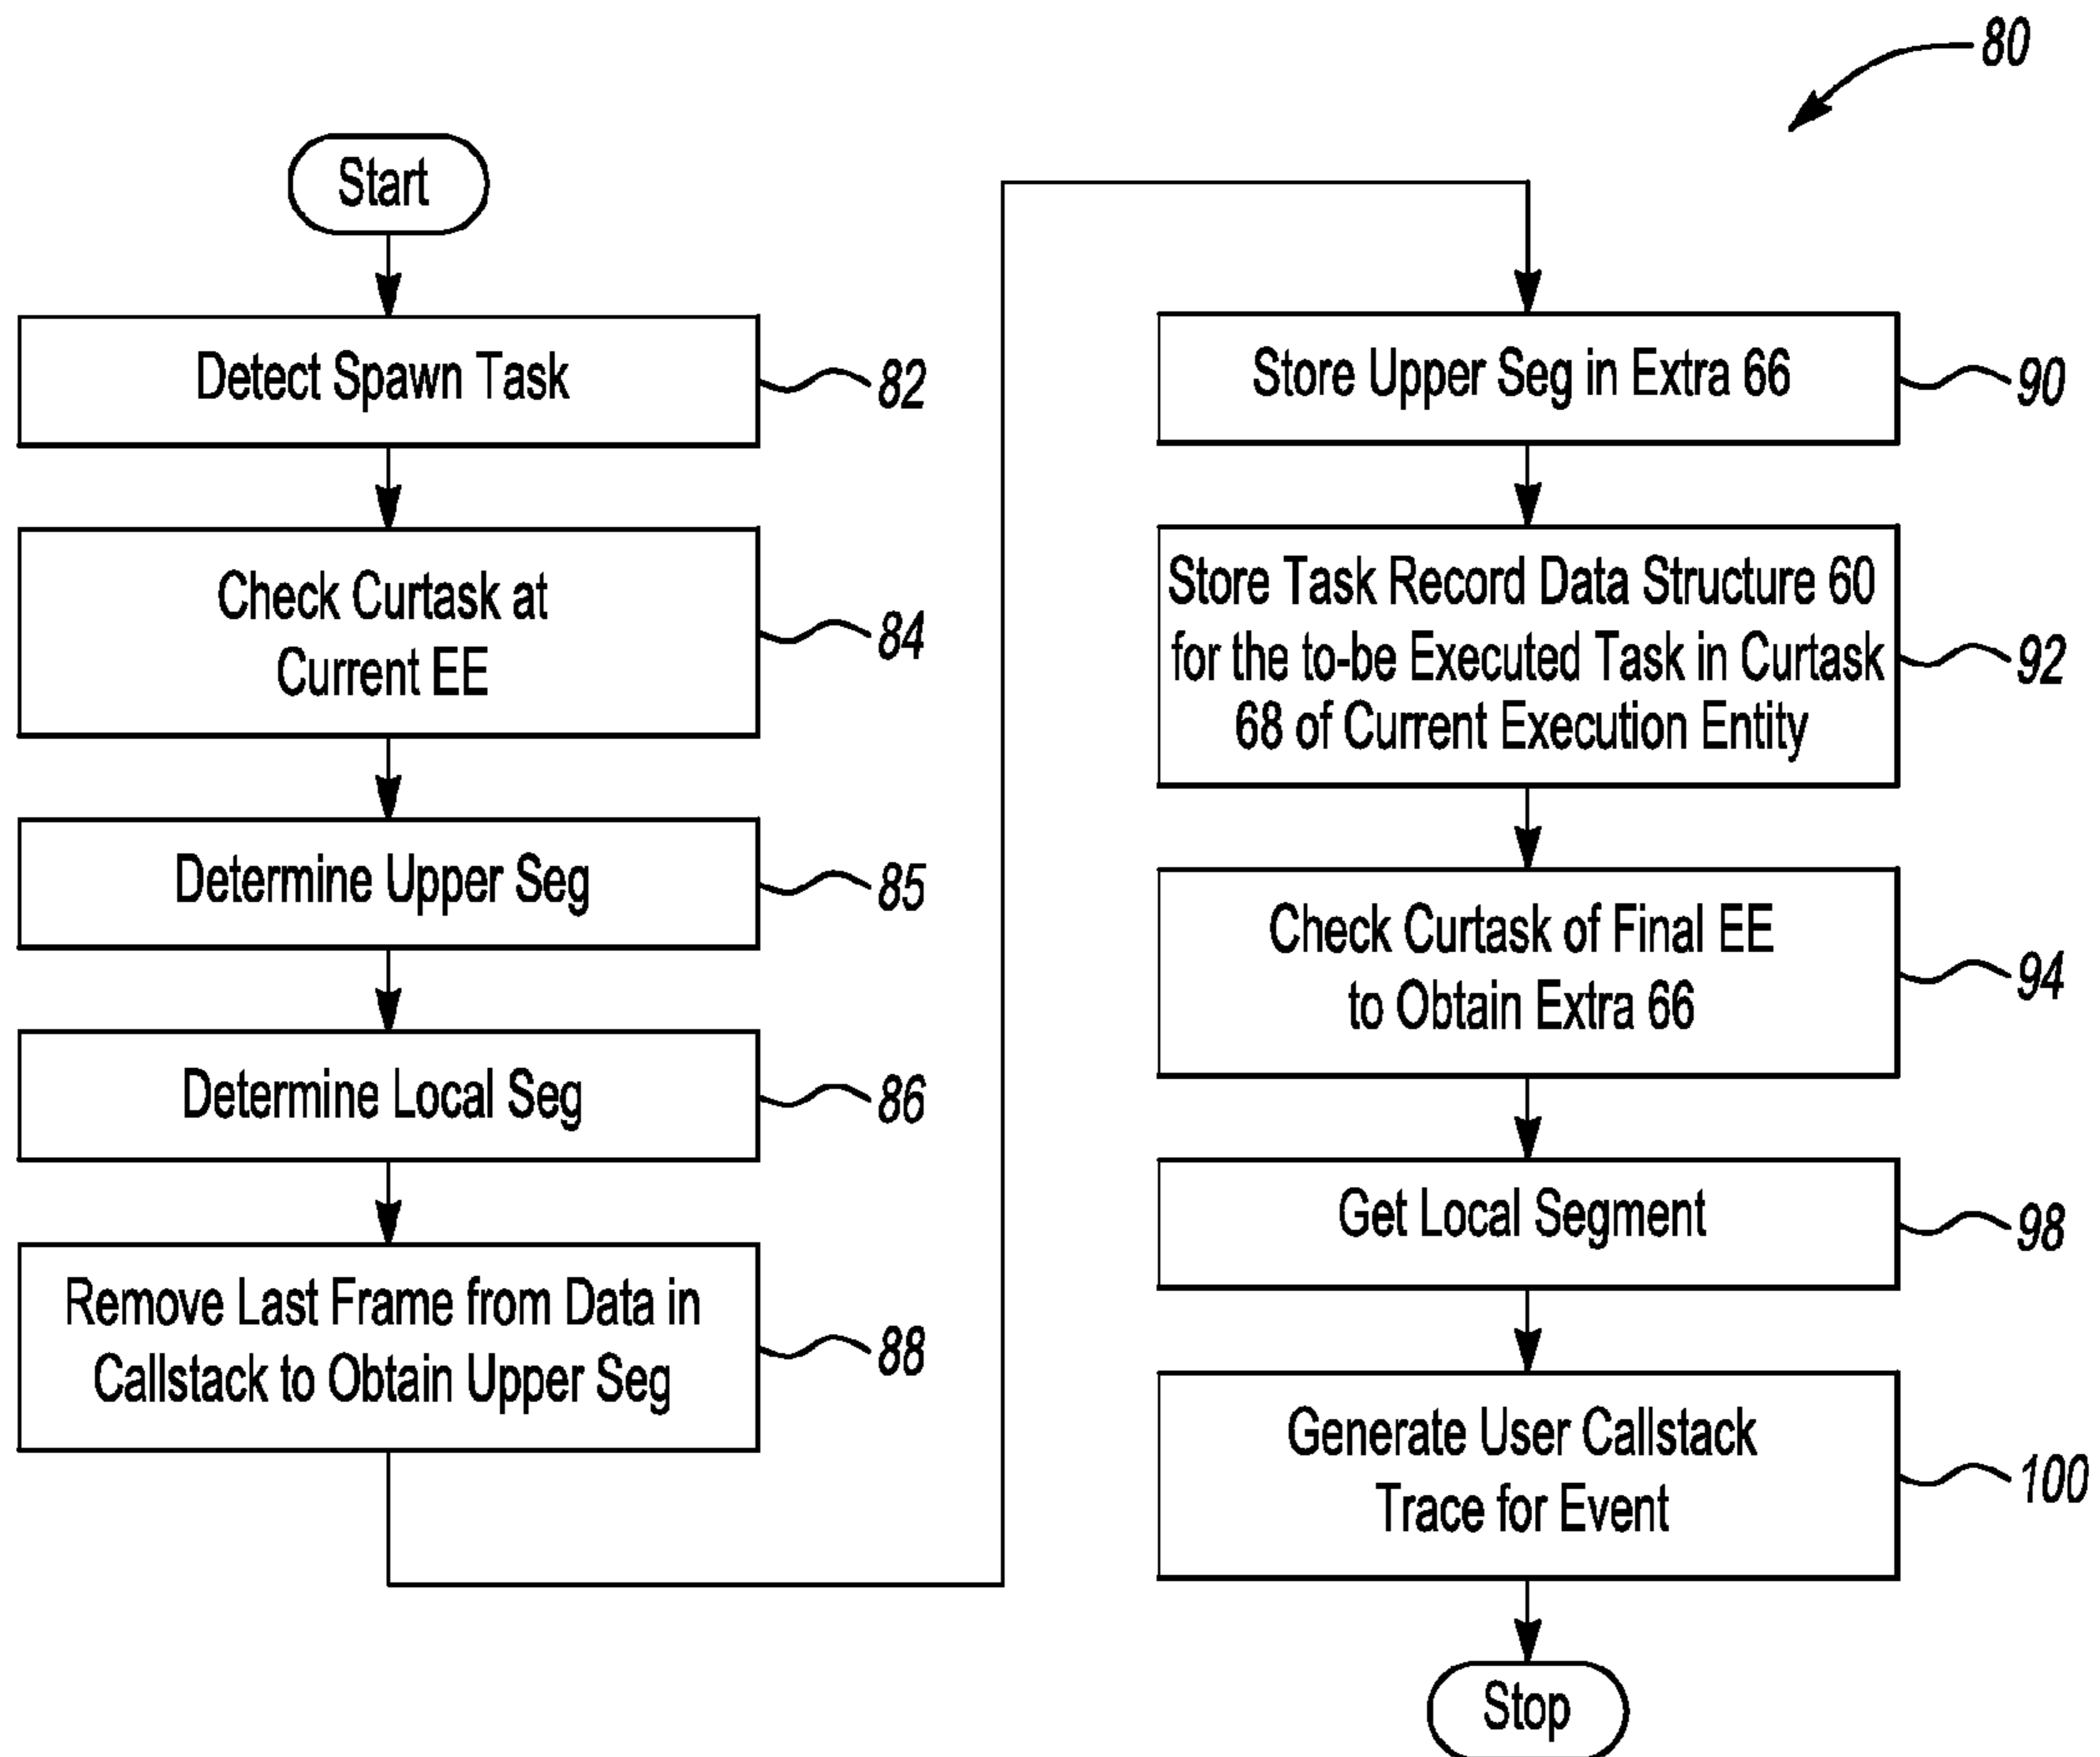 80
Start
Detect Spawn Task
82
Check Curtask at
Current EE
84
Determine Upper Seg
85
Determine Local Seg
86
Remove Last Frame from Data in
Callstack to Obtain Upper Seg
88
Store Upper Seg in Extra 66
90
Store Task Record Data Structure 60
for the to-be Executed Task in Curtask
68 of Current Execution Entity
92
Check Curtask of Final EE
to Obtain Extra 66
94
Get Local Segment
98
Generate User Callstack
Trace for Event
100
Stop